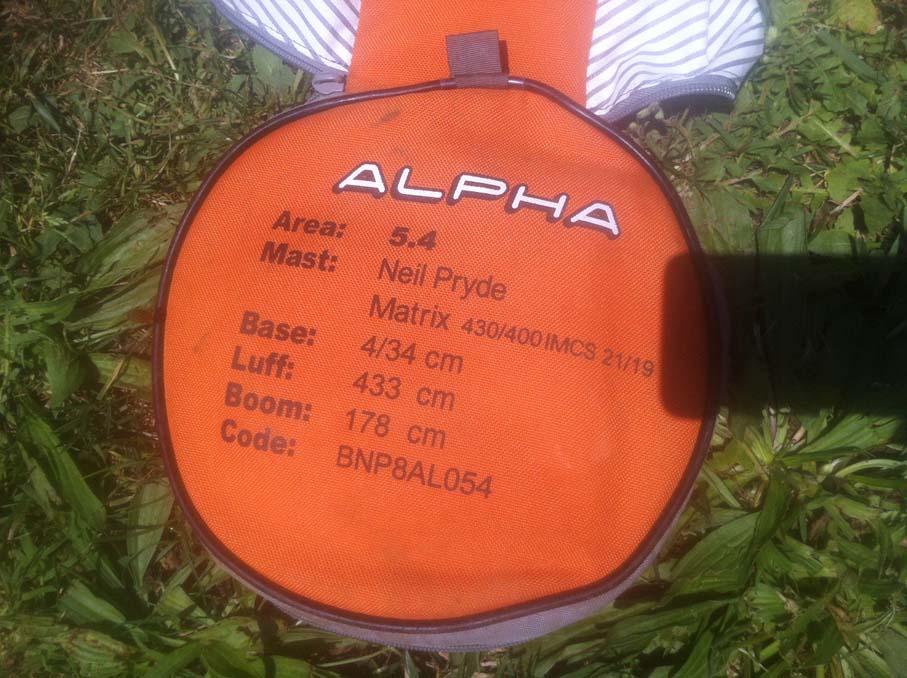 ALPHA
Area: 5.4
Mast: Neil Pryde
Matrix 430/400 IMCS 21/19
Base: 4/34 cm
Luff: 433 cm
Boom: 178 cm
Code: BNP8AL054